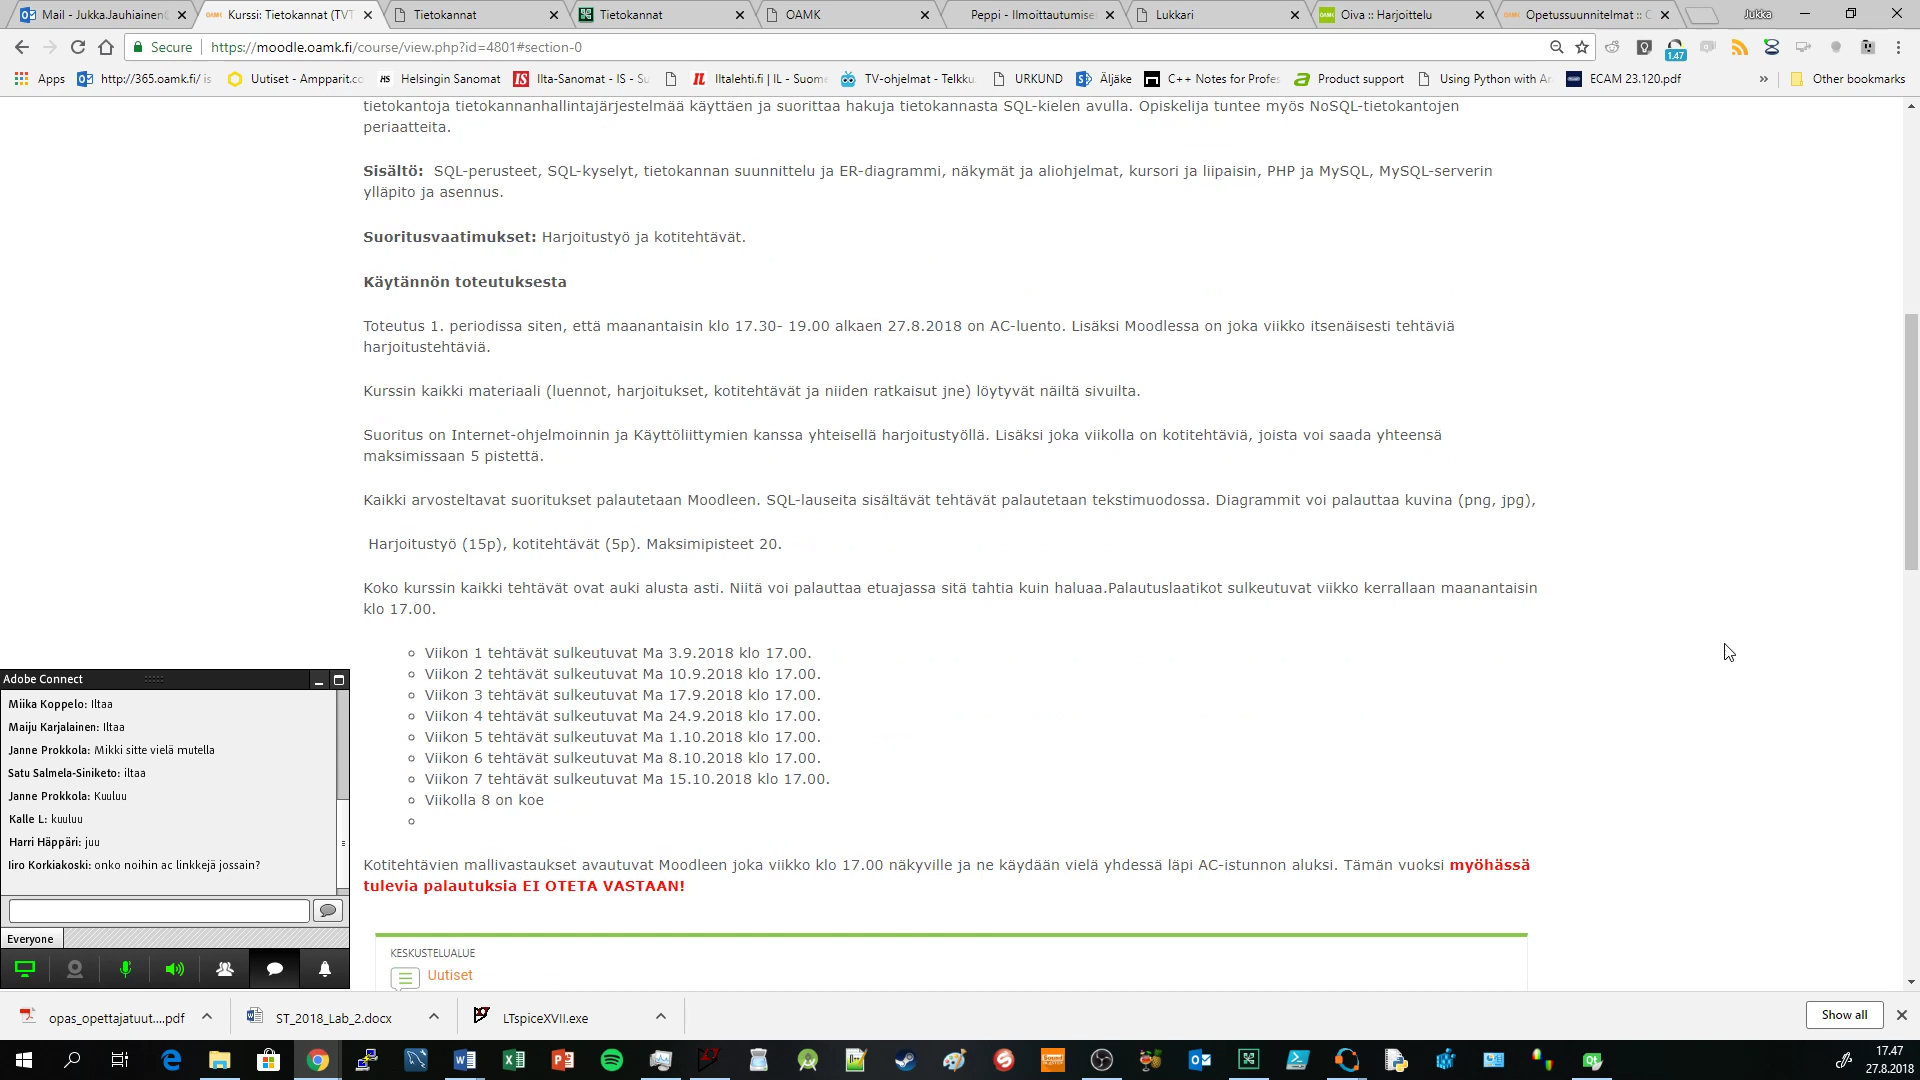 Mail - Jukka.Jauhiainen@
Kurssi: Tietokannat (TVT
Tietokannat
Tietokannat
OAMK
Peppi - Ilmoittautumiset
Lukkari
Oiva :: Harjoittelu
Opetussuunnitelmat :: C
Jukka
Secure
https://moodle.oamk.fi/course/view.php?id=4801#section-0
1.47
Apps
http://365.oamk.fi/ is
Uutiset - Ampparit.co
Helsingin Sanomat
Ilta-Sanomat - IS - Su
Iltalehti.fi | IL - Suome
TV-ohjelmat - Telkku
URKUND
Äljäke
C++ Notes for Profes
Product support
Using Python with Ar
ECAM 23.120.pdf
»
Other bookmarks
tietokantoja tietokannanhallintajärjestelmää käyttäen ja suorittaa hakuja tietokannasta SQL-kielen avulla. Opiskelija tuntee myös NoSQL-tietokantojen
periaatteita.
Sisältö: SQL-perusteet, SQL-kyselyt, tietokannan suunnittelu ja ER-diagrammi, näkymät ja aliohjelmat, kursori ja liipaisin, PHP ja MySQL, MySQL-serverin
ylläpito ja asennus.
Suoritusvaatimukset: Harjoitustyö ja kotitehtävät.
Käytännön toteutuksesta
Toteutus 1. periodissa siten, että maanantaisin klo 17.30- 19.00 alkaen 27.8.2018 on AC-luento. Lisäksi Moodlessa on joka viikko itsenäisesti tehtäviä
harjoitustehtäviä.
Kurssin kaikki materiaali (luennot, harjoitukset, kotitehtävät ja niiden ratkaisut jne) löytyvät näiltä sivuilta.
Suoritus on Internet-ohjelmoinnin ja Käyttöliittymien kanssa yhteisellä harjoitustyöllä. Lisäksi joka viikolla on kotitehtäviä, joista voi saada yhteensä
maksimissaan 5 pistettä.
Kaikki arvosteltavat suoritukset palautetaan Moodleen. SQL-lauseita sisältävät tehtävät palautetaan tekstimuodossa. Diagrammit voi palauttaa kuvina (png, jpg),
Harjoitustyö (15p), kotitehtävät (5p). Maksimipisteet 20.
Koko kurssin kaikki tehtävät ovat auki alusta asti. Niitä voi palauttaa etuajassa sitä tahtia kuin haluaa.Palautuslaatikot sulkeutuvat viikko kerrallaan maanantaisin
klo 17.00.
Viikon 1 tehtävät sulkeutuvat Ma 3.9.2018 klo 17.00.
Viikon 2 tehtävät sulkeutuvat Ma 10.9.2018 klo 17.00.
Viikon 3 tehtävät sulkeutuvat Ma 17.9.2018 klo 17.00.
Viikon 4 tehtävät sulkeutuvat Ma 24.9.2018 klo 17.00.
Viikon 5 tehtävät sulkeutuvat Ma 1.10.2018 klo 17.00.
Viikon 6 tehtävät sulkeutuvat Ma 8.10.2018 klo 17.00.
Viikon 7 tehtävät sulkeutuvat Ma 15.10.2018 klo 17.00.
Viikolla 8 on koe
Kotitehtävien mallivastaukset avautuvat Moodleen joka viikko klo 17.00 näkyville ja ne käydään vielä yhdessä läpi AC-istunnon aluksi. Tämän vuoksi myöhässä
tulevia palautuksia EI OTETA VASTAAN!
KESKUSTELUALUE
Uutiset
Adobe Connect
Miika Koppelo: Iltaa
Maiju Karjalainen: Iltaa
Janne Prokkola: Mikki sitte vielä mutella
Satu Salmela-Siniketo: iltaa
Janne Prokkola: Kuuluu
Kalle L: kuuluu
Harri Häppäri: juu
Iiro Korkiakoski: onko noihin ac linkkejä jossain?
Everyone
opas_opettajatuut....pdf
ST_2018_Lab_2.docx
LTspiceXVII.exe
Show all
17.47
27.8.2018